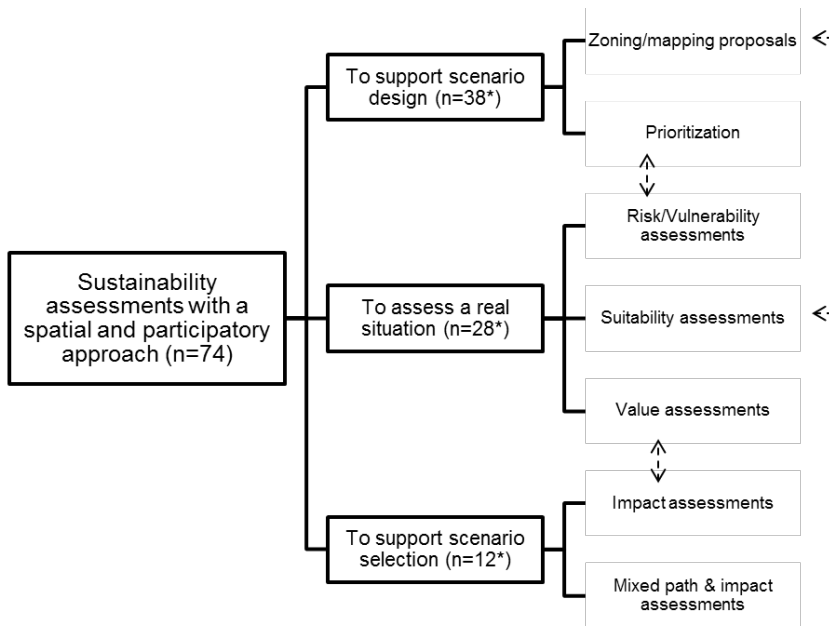 Sustainability
assessments with a
spatial and participatory
approach (n=74)
To support scenario
design (n=38*)
Zoning/mapping proposals
Prioritization
To assess a real
situation (n=28*)
Risk/Vulnerability
assessments
Suitability assessments
Value assessments
To support scenario
selection (n=12*)
Impact assessments
Mixed path & impact
assessments